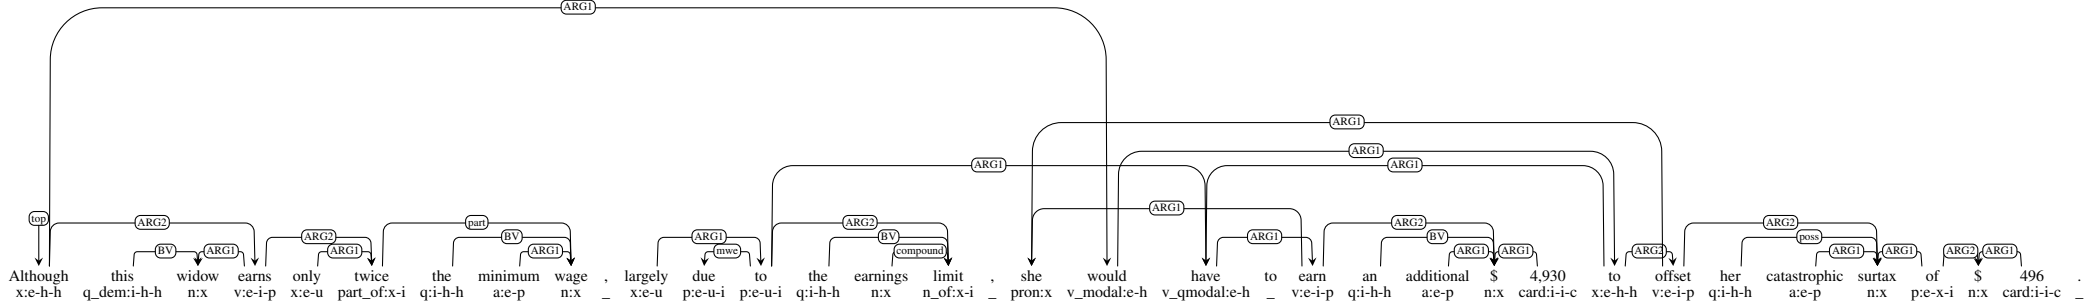 ARG1
ARG1
ARG1
ARG1 ARG1
ARG1
top ARG2 part ARG2 ARG2 ARG2
ARG2 BV ARG1 BV BV poss
BV ARG1 ARG1 ARG1 mwe compound ARG1 ARG1 ARG1 ARG2 ARG1 ARG1 ARG2 ARG1
Although this widow earns only twice the minimum wage , largely due to the earnings limit , she would have to earn an additional $ 4,930 to offset her catastrophic surtax of $ 496 .
x:e-h-h q_dem:i-h-h n:x v:e-i-p x:e-u part_of:x-i q:i-h-h a:e-p n:x _ x:e-u p:e-u-i p:e-u-i q:i-h-h n:x n_of:x-i _ pron:x v_modal:e-h v_qmodal:e-h _ v:e-i-p q:i-h-h a:e-p n:x card:i-i-c x:e-h-h v:e-i-p q:i-h-h a:e-p n:x p:e-x-i n:x card:i-i-c _